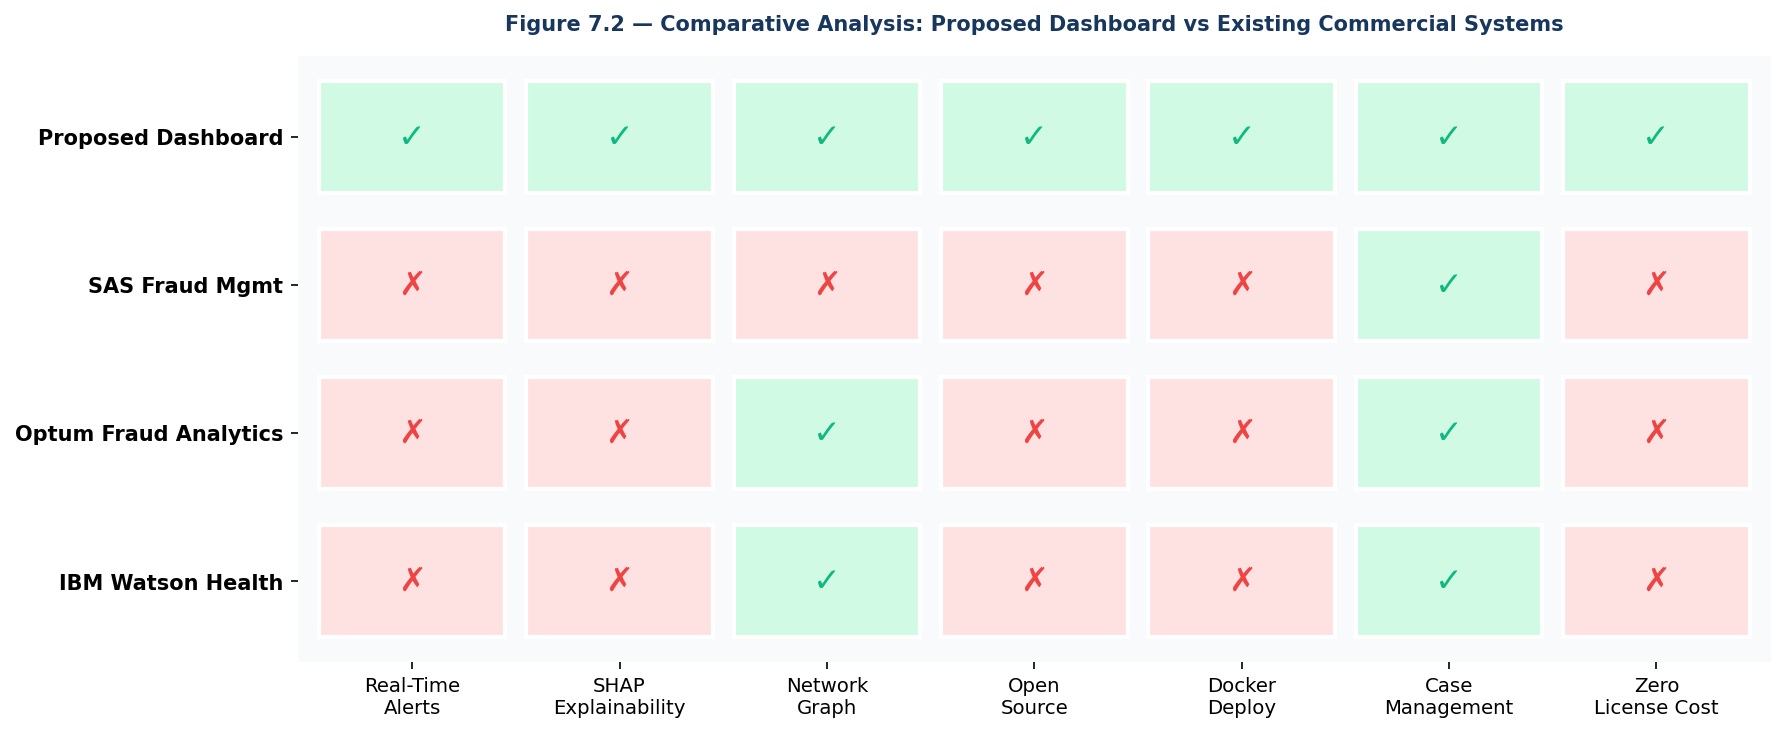 Figure 7.2 — Comparative Analysis: Proposed Dashboard vs Existing Commercial Systems
Proposed Dashboard ✓ ✓ ✓ ✓ ✓ ✓ ✓
SAS Fraud Mgmt ✗ ✗ ✗ ✗ ✗ ✓ ✗
Optum Fraud Analytics ✗ ✗ ✓ ✗ ✗ ✓ ✗
IBM Watson Health ✗ ✗ ✓ ✗ ✗ ✓ ✗
Real-Time SHAP Network Open Docker Case Zero
Alerts Explainability Graph Source Deploy Management License Cost